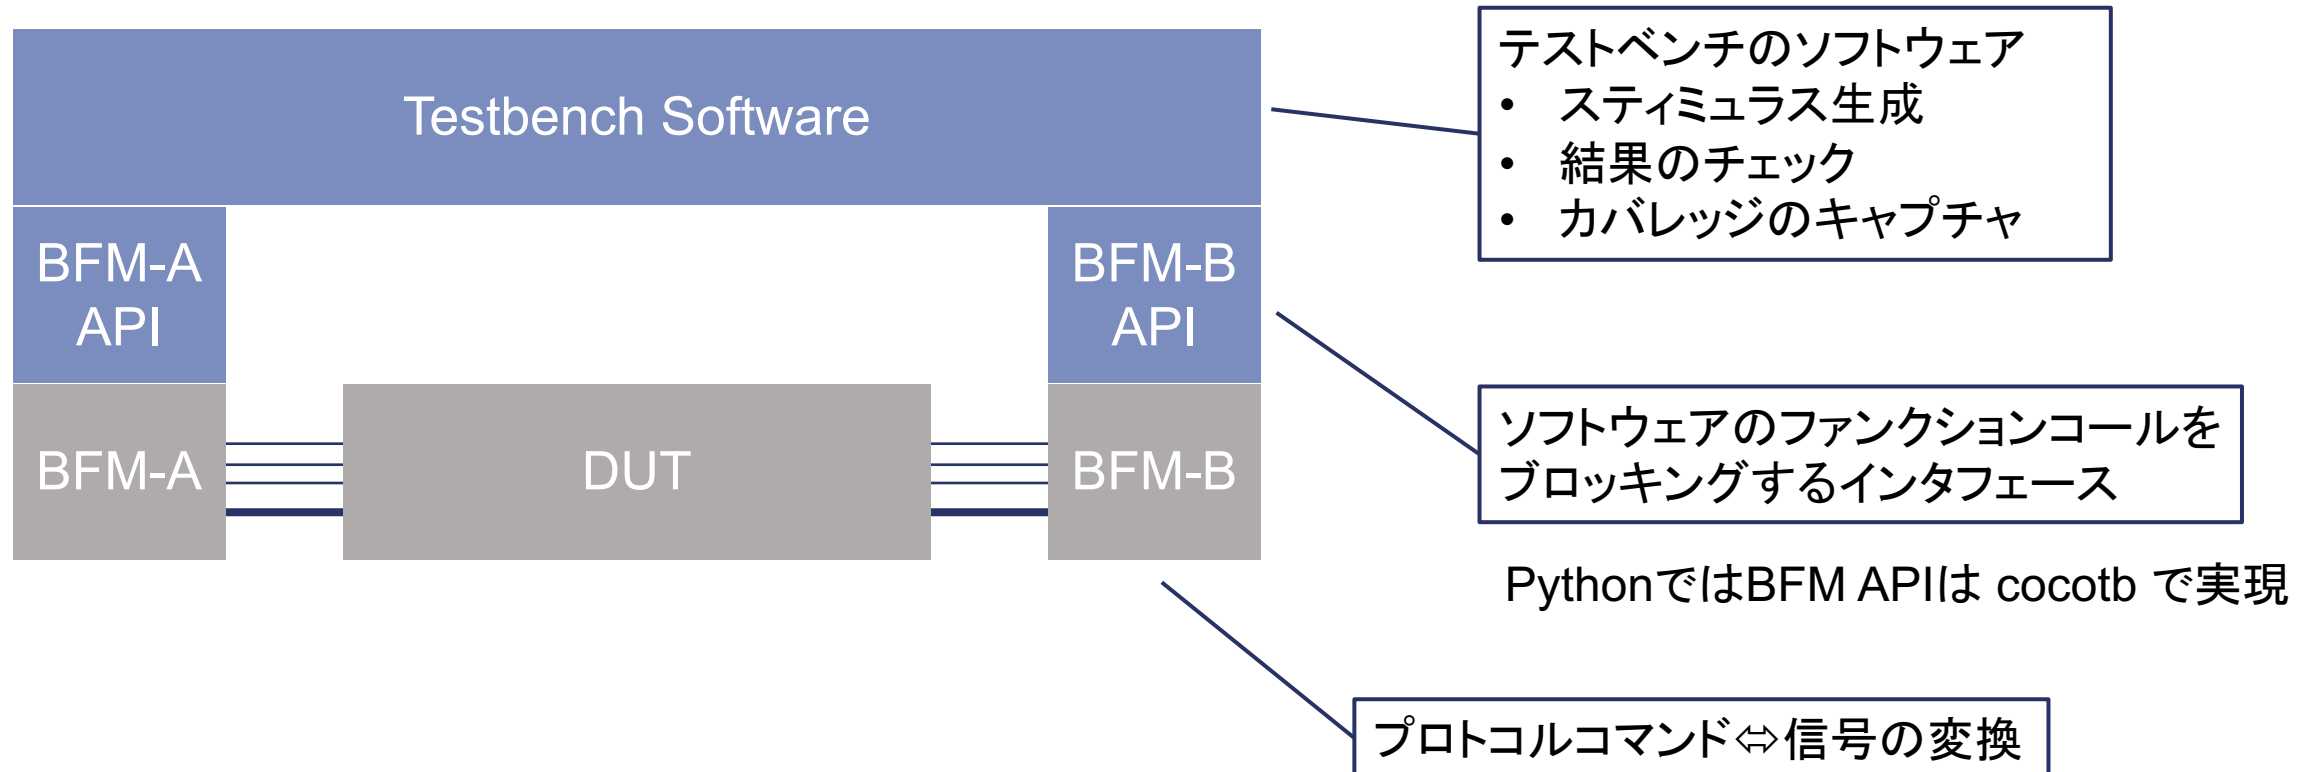 Testbench Software
BFM-A
API
BFM-B
API
BFM-A
DUT
BFM-B
テストベンチのソフトウェア
• スティミュラス生成
• 結果のチェック
• カバレッジのキャプチャ
ソフトウェアのファンクションコールを
ブロッキングするインタフェース
PythonではBFM APIは cocotb で実現
プロトコルコマンド⇔信号の変換